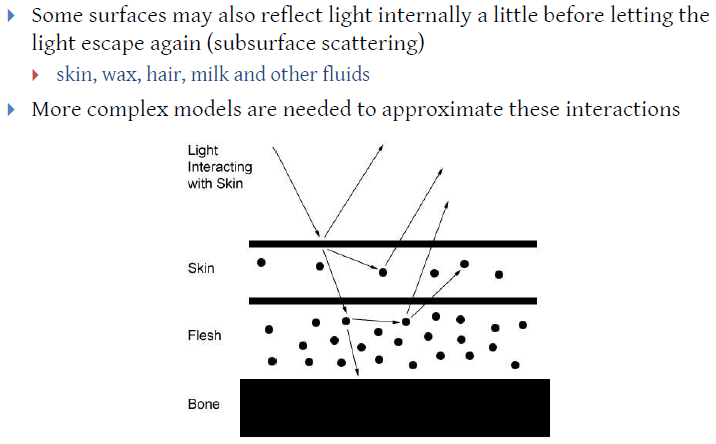 Some surfaces may also reflect light internally a little before letting the
light escape again (subsurface scattering)
skin, wax, hair, milk and other fluids
More complex models are needed to approximate these interactions
Light
Interacting
with Skin
Skin
Flesh
Bone